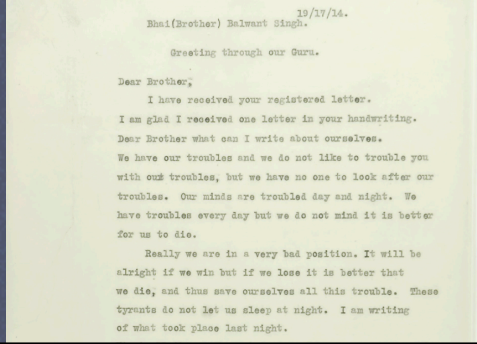 19/17/14.
Bhai(Brother) Balwant Singh.
Greeting through our Guru.
Dear Brother,
I have received your registered letter.
I am glad I received one letter in your handwriting.
Dear Brother what can I write about ourselves.
We have our troubles and we do not like to trouble you
with our troubles, but we have no one to look after our
troubles. Our minds are troubled day and night. We
have troubles every day but we do not mind it is better
for us to die.
Really we are in a very bad position. It will be
alright if we win but if we lose it is better that
we die, and thus save ourselves all this trouble. These
tyrants do not let us sleep at night. I am writing
of what took place last night.